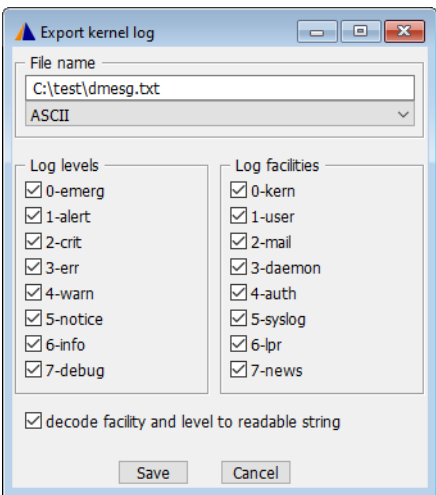 Export kernel log
File name
C:\test\dmesg.txt
ASCII
Log levels
0-emerg
1-alert
2-crit
3-err
4-warn
5-notice
6-info
7-debug
Log facilities
0-kern
1-user
2-mail
3-daemon
4-auth
5-syslog
6-lpr
7-news
decode facility and level to readable string
Save Cancel